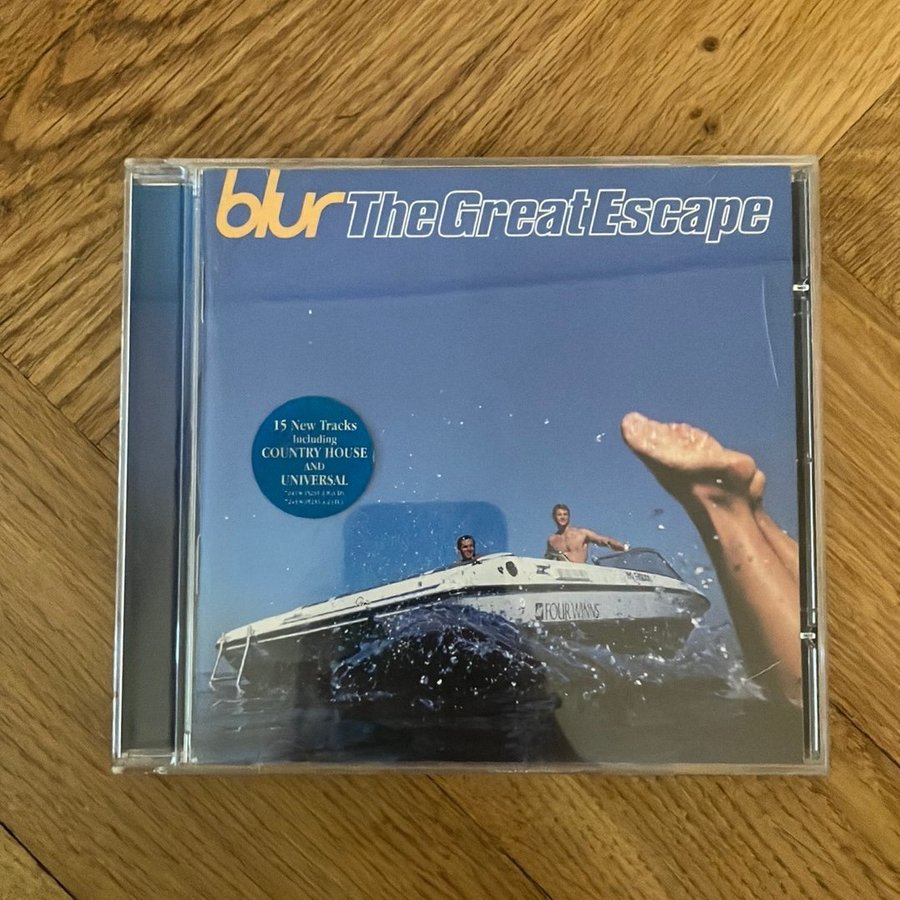 blur The Great Escape
15 New Tracks
Including
COUNTRY HOUSE
AND
UNIVERSAL
FOUR WINNS